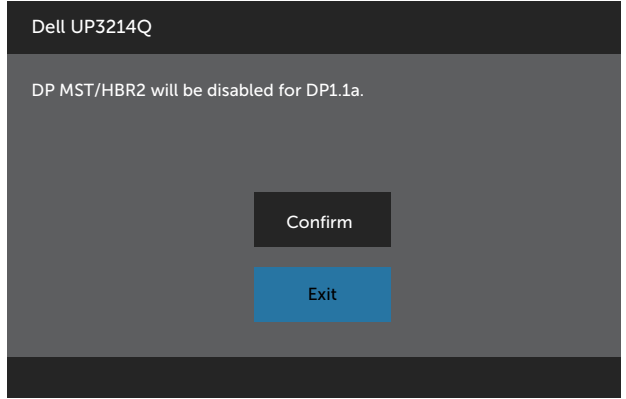 Dell UP3214Q
DP MST/HBR2 will be disabled for DP1.1a.
Confirm
Exit